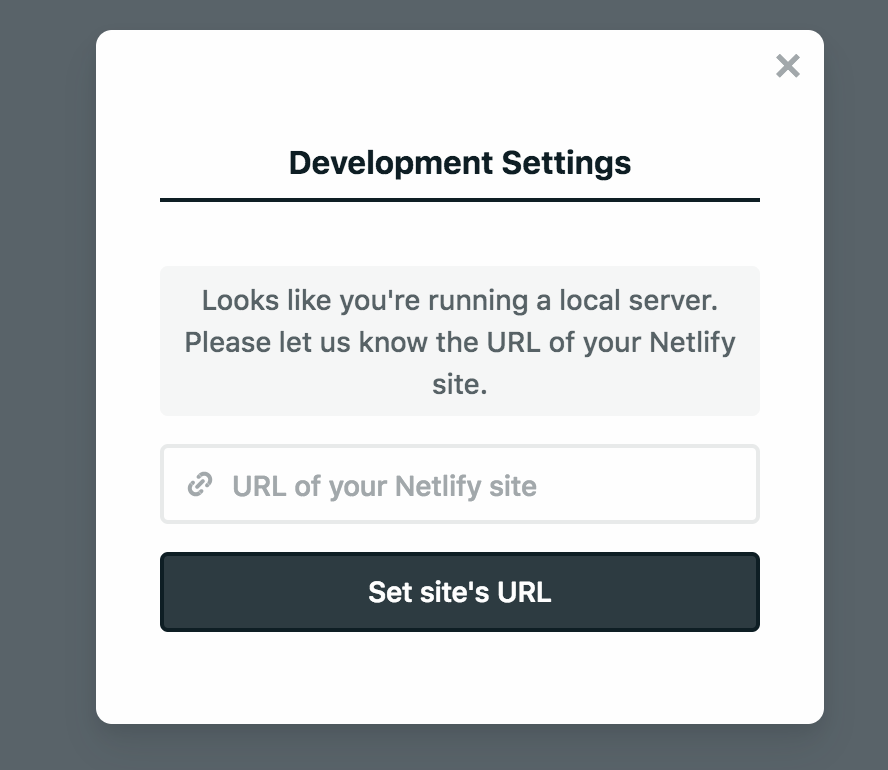 Development Settings
Looks like you're running a local server.
Please let us know the URL of your Netlify
site.
URL of your Netlify site
Set site's URL